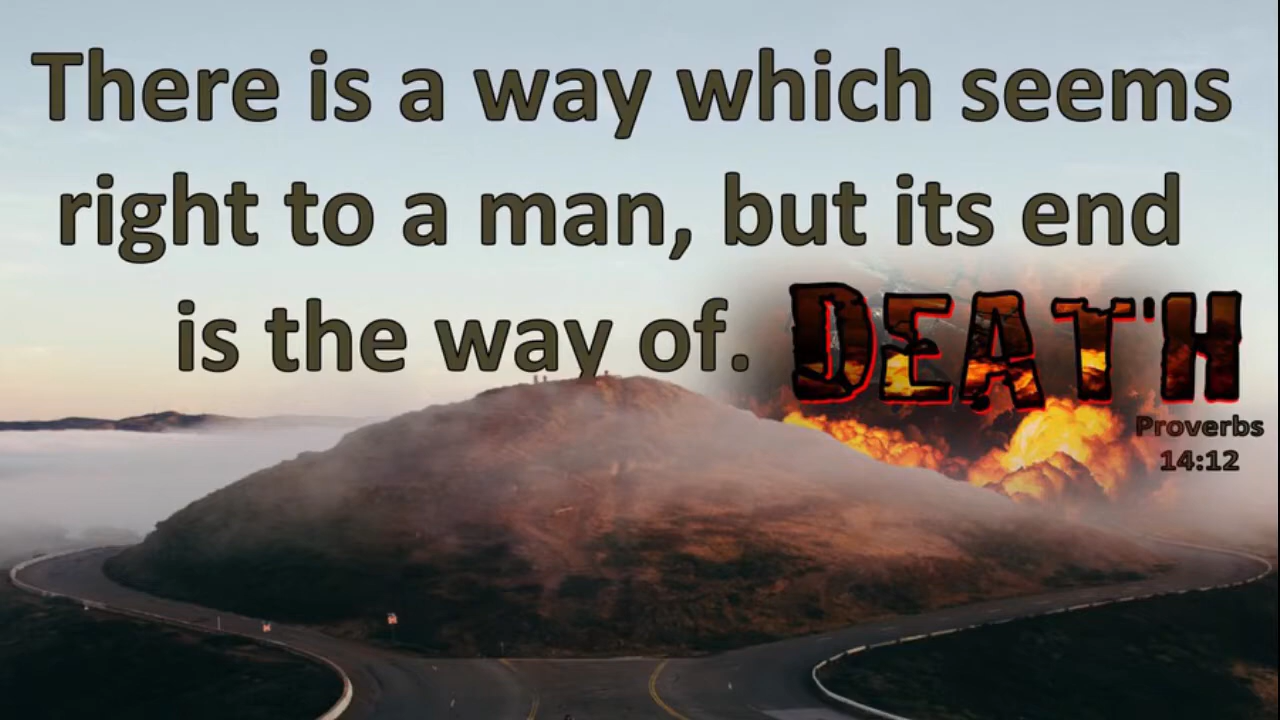 There is a way which seems
right to a man, but its end
is the way of. DEATH
Proverbs
14:12